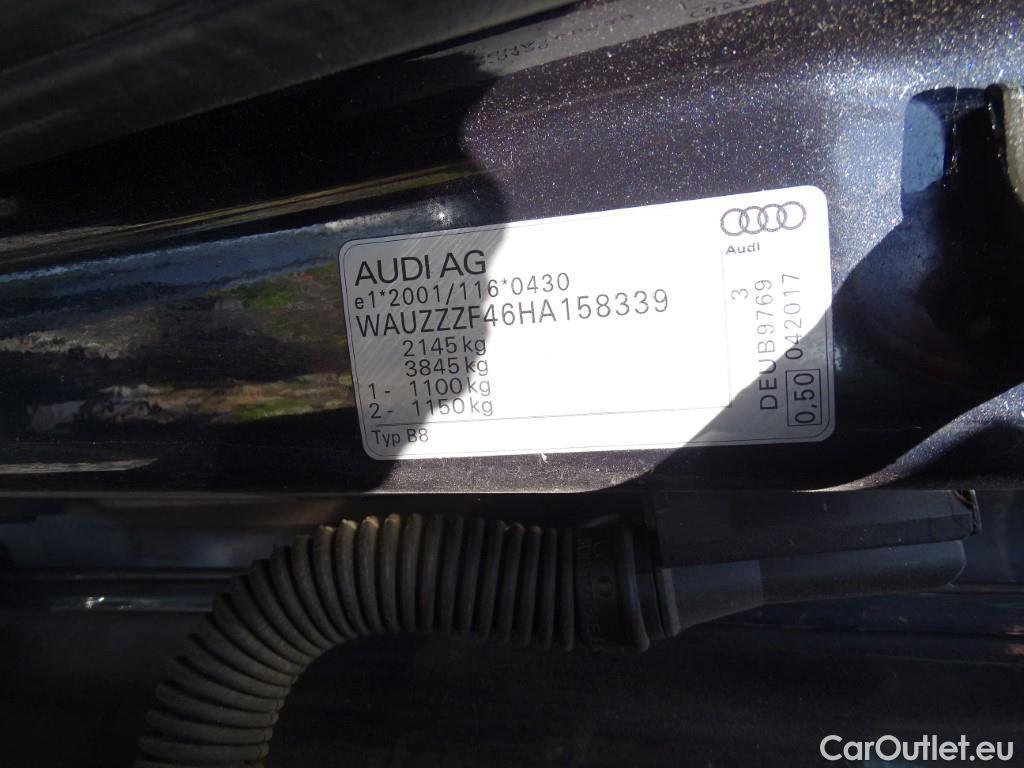 AUDI AG
e1*2001/116*0430
WAUZZZF46HA158339
2145 kg
3845 kg
1 - 1100 kg
2 - 1150 kg
Typ B8
Audi
3
DEUB9769
0,50 042017
CarOutlet.eu